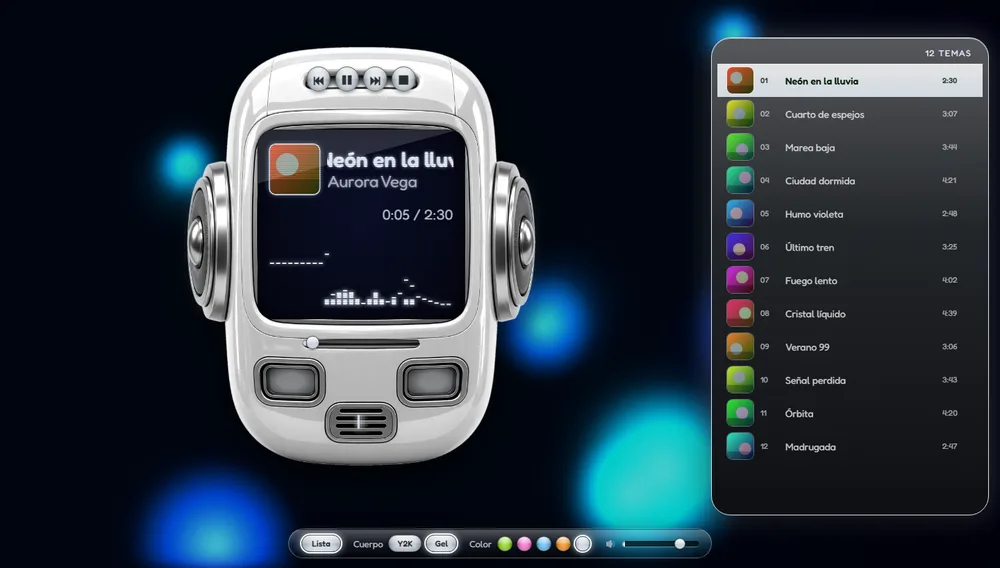 Neón en la lluv
Aurora Vega
0:05 / 2:30
12 TEMAS
01 Neón en la lluvia 2:30
02 Cuarto de espejos 3:07
03 Marea baja 3:44
04 Ciudad dormida 4:21
05 Humo violeta 2:48
06 Último tren 3:25
07 Fuego lento 4:02
08 Cristal líquido 4:39
09 Verano 99 3:06
10 Señal perdida 3:43
11 Órbita 4:20
12 Madrugada 2:47
Lista Cuerpo Y2K Gel Color